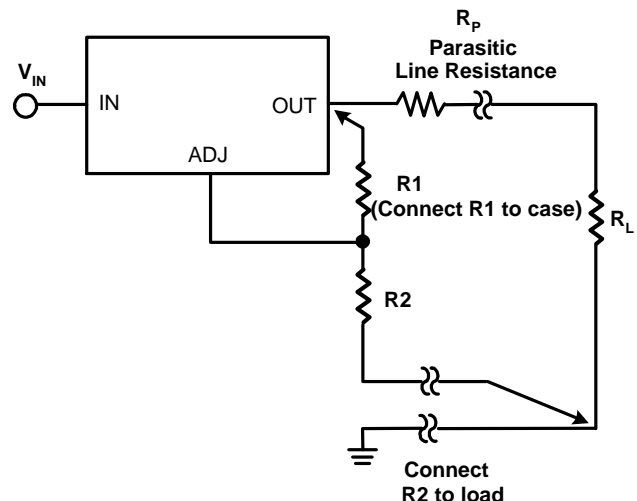 R_P
Parasitic
Line Resistance
V_IN
IN
OUT
ADJ
R1
(Connect R1 to case)
R_L
R2
Connect
R2 to load